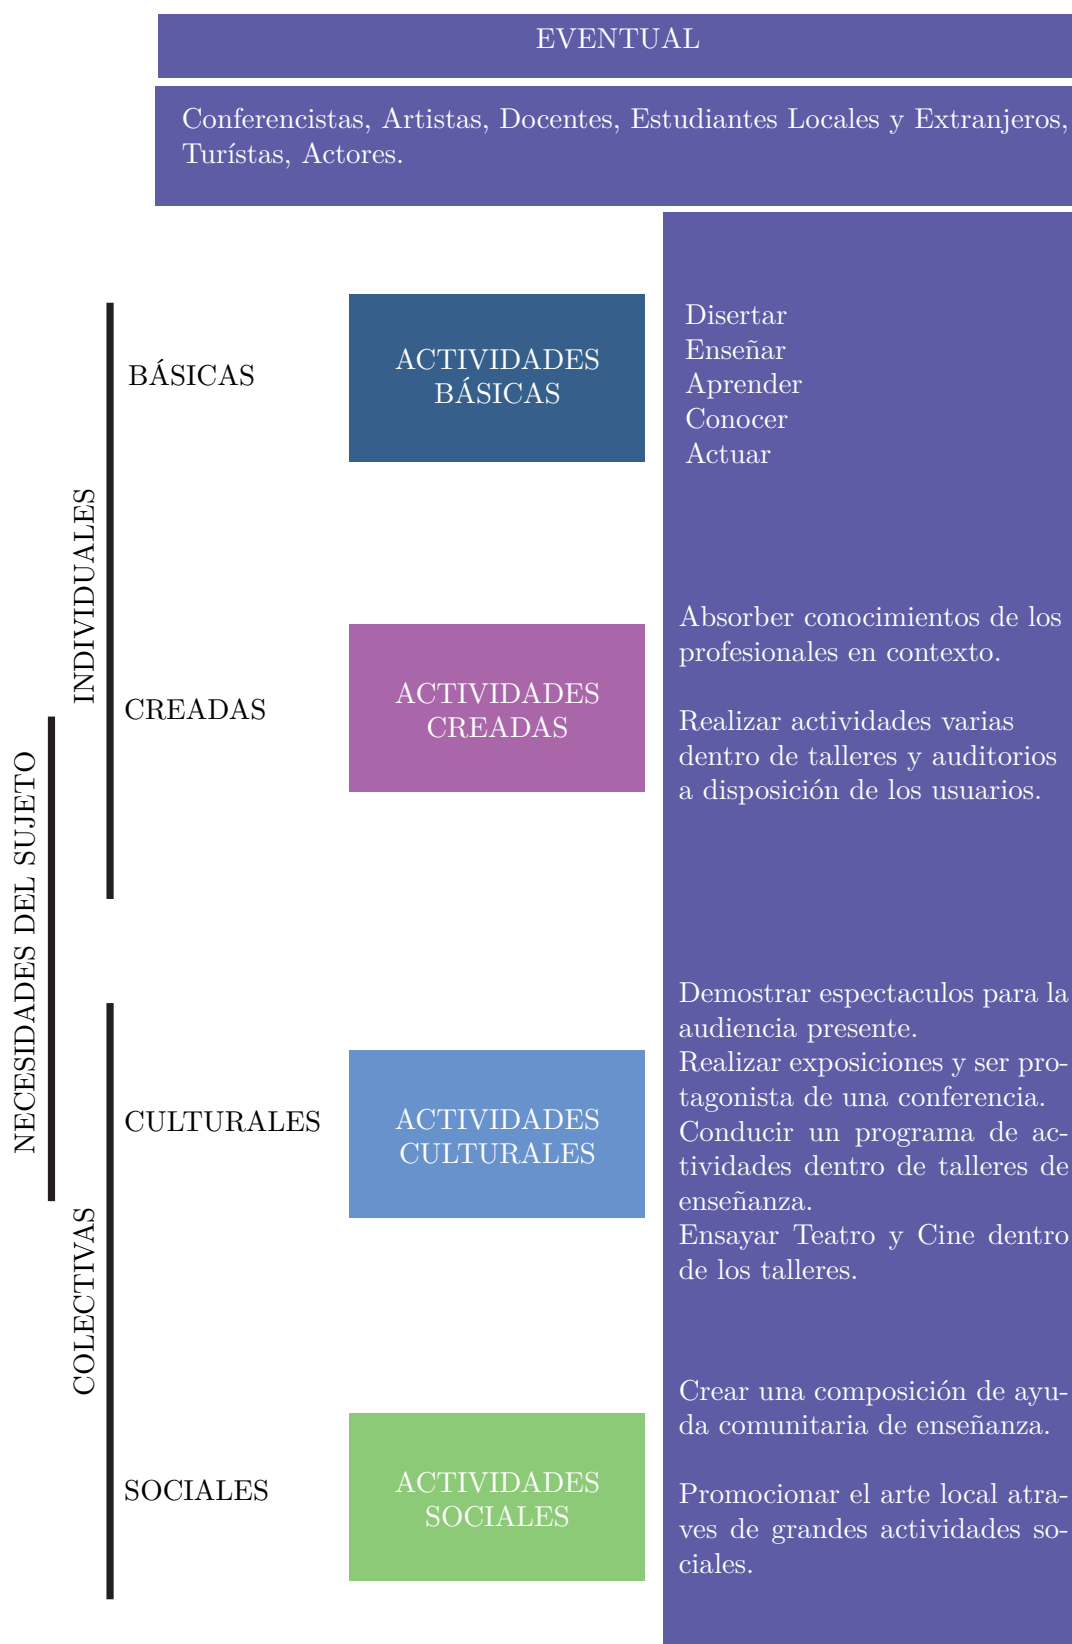 EVENTUAL
Conferencistas, Artistas, Docentes, Estudiantes Locales y Extranjeros,
Turístas, Actores.
NECESIDADES DEL SUJETO
INDIVIDUALES
BÁSICAS
ACTIVIDADES
BÁSICAS
Disertar
Enseñar
Aprender
Conocer
Actuar
CREADAS
ACTIVIDADES
CREADAS
Absorber conocimientos de los
profesionales en contexto.
Realizar actividades varias
dentro de talleres y auditorios
a disposición de los usuarios.
COLECTIVAS
CULTURALES
ACTIVIDADES
CULTURALES
Demostrar espectaculos para la
audiencia presente.
Realizar exposiciones y ser pro-
tagonista de una conferencia.
Conducir un programa de ac-
tividades dentro de talleres de
enseñanza.
Ensayar Teatro y Cine dentro
de los talleres.
SOCIALES
ACTIVIDADES
SOCIALES
Crear una composición de ayu-
da comunitaria de enseñanza.
Promocionar el arte local atra-
ves de grandes actividades so-
ciales.